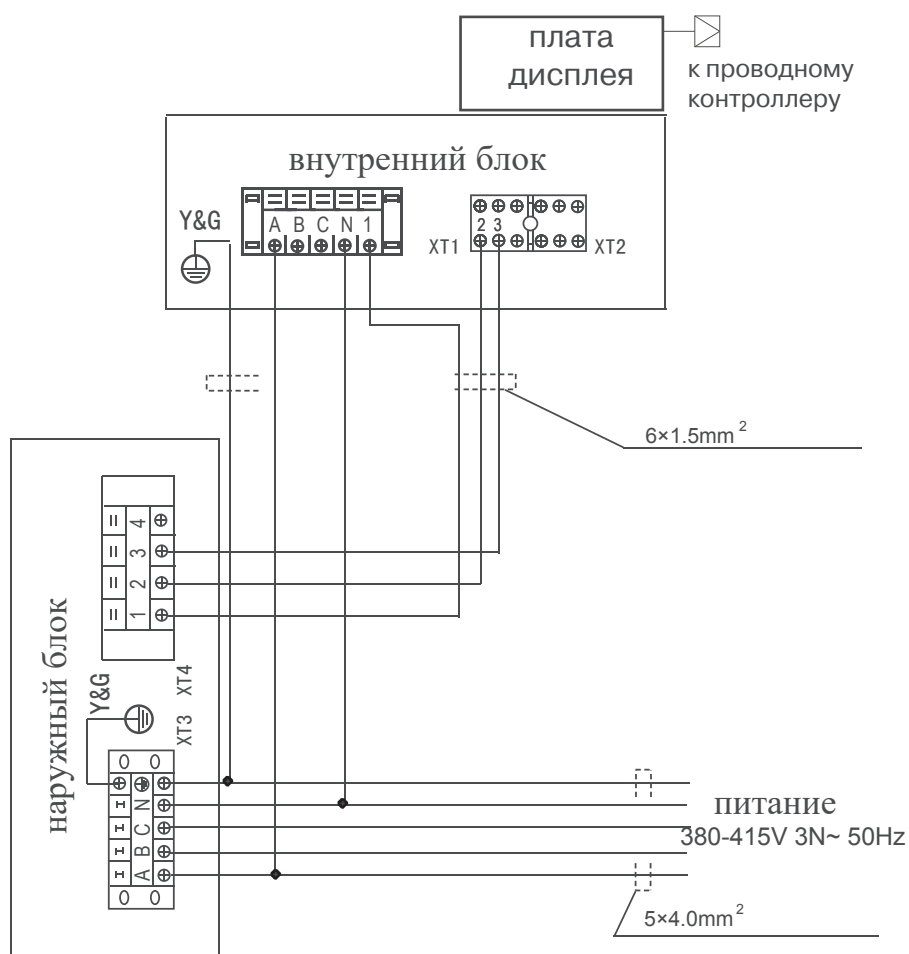 плата
дисплея
к проводному
контроллеру
внутренний блок
Y&G
A B C N 1
2 3
XT1
XT2
6×1.5mm²
наружный блок
4
3
2
1
Y&G
XT4
XT3
N
C
B
A
питание
380-415V 3N~ 50Hz
5×4.0mm²